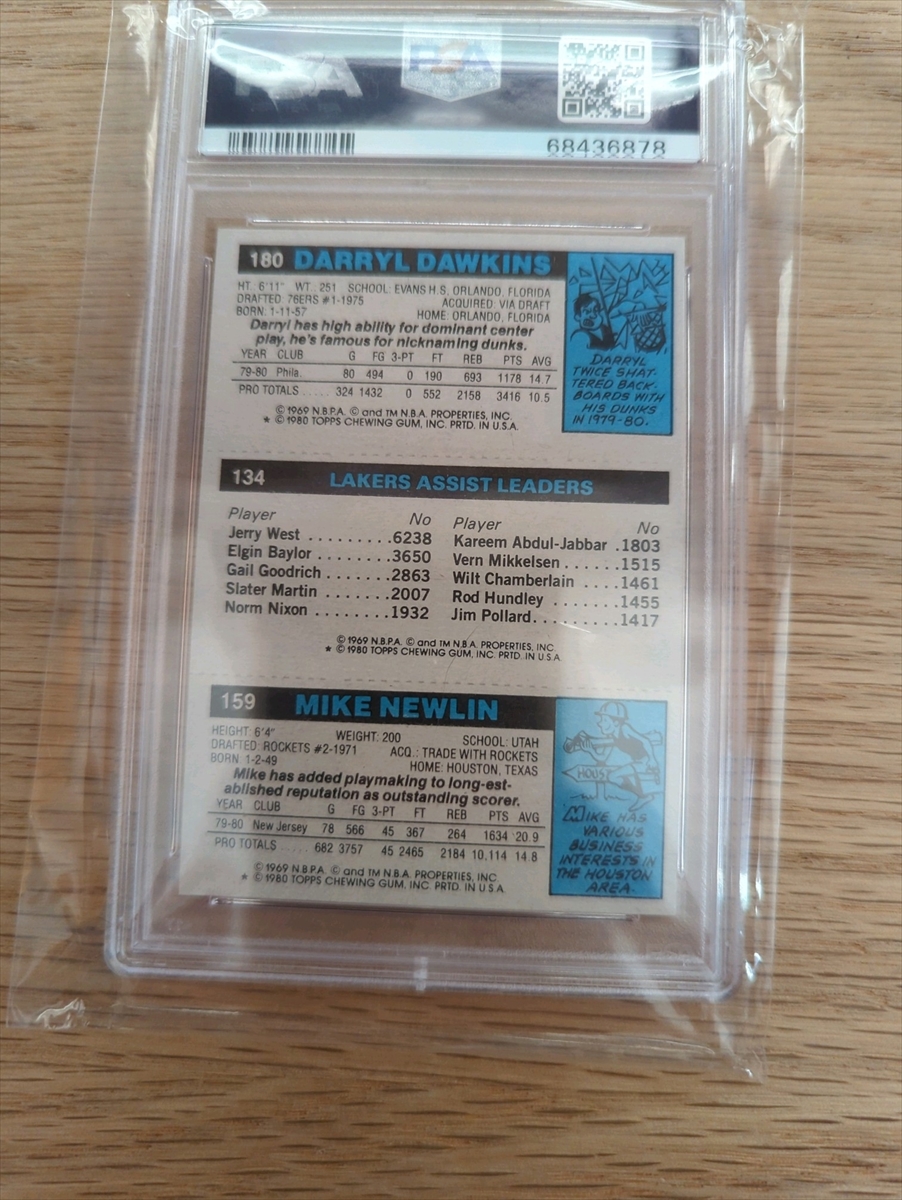 PSA
68436878
180 DARRYL DAWKINS
HT. 6'11" WT. 251 SCHOOL: EVANS H.S, ORLANDO, FLORIDA
DRAFTED: 76ERS #1-1975 ACQUIRED: VIA DRAFT
BORN: 1-11-57 HOME: ORLANDO, FLORIDA
Darryl has high ability for dominant center
play, he's famous for nicknaming dunks.
YEAR CLUB G FG 3-PT FT REB PTS AVG
79-80 Phila. 80 494 0 190 693 1178 14.7
PRO TOTALS ..... 324 1432 0 552 2158 3416 10.5
© 1969 N.B.P.A. © and TM N.B.A. PROPERTIES, INC.
* © 1980 TOPPS CHEWING GUM, INC. PRTD. IN U.S.A.
DARRYL
TWICE SHAT-
TERED BACK-
BOARDS WITH
HIS DUNKS
IN 1979-80.
134 LAKERS ASSIST LEADERS
Player No Player No
Jerry West .........6238 Kareem Abdul-Jabbar .1803
Elgin Baylor ........3650 Vern Mikkelsen ......1515
Gail Goodrich .......2863 Wilt Chamberlain ....1461
Slater Martin .......2007 Rod Hundley .......1455
Norm Nixon ........1932 Jim Pollard.........1417
© 1969 N.B.P.A. © and TM N.B.A. PROPERTIES, INC.
* © 1980 TOPPS CHEWING GUM, INC. PRTD. IN U.S.A.
159 MIKE NEWLIN
HEIGHT: 6'4" WEIGHT: 200 SCHOOL: UTAH
DRAFTED: ROCKETS #2-1971 ACQ.: TRADE WITH ROCKETS
BORN 1-2-49 HOME: HOUSTON, TEXAS
Mike has added playmaking to long-est-
ablished reputation as outstanding scorer.
YEAR CLUB G FG 3-PT FT REB PTS AVG
79-80 New Jersey 78 566 45 367 264 1634 20.9
PRO TOTALS ..... 682 3757 45 2465 2184 10,114 14.8
© 1969 N.B.P.A. © and TM N.B.A. PROPERTIES, INC.
* © 1980 TOPPS CHEWING GUM, INC. PRTD. IN U.S.A.
HOUST
MIKE HAS
VARIOUS
BUSINESS
INTERESTS IN
THE HOUSTON
AREA.